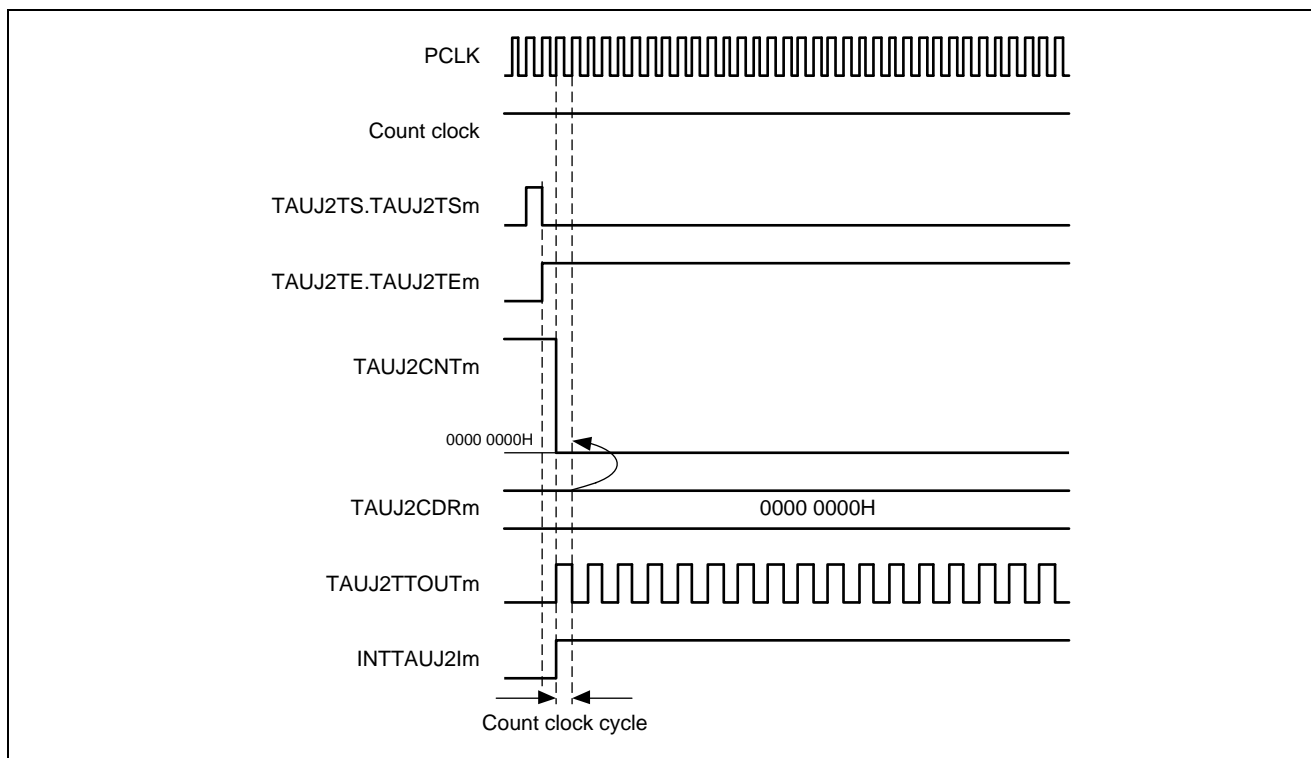 PCLK
Count clock
TAUJ2TS.TAUJ2TSm
TAUJ2TE.TAUJ2TEm
TAUJ2CNTm
0000 0000H
TAUJ2CDRm
0000 0000H
TAUJ2TTOUTm
INTTAUJ2Im
Count clock cycle